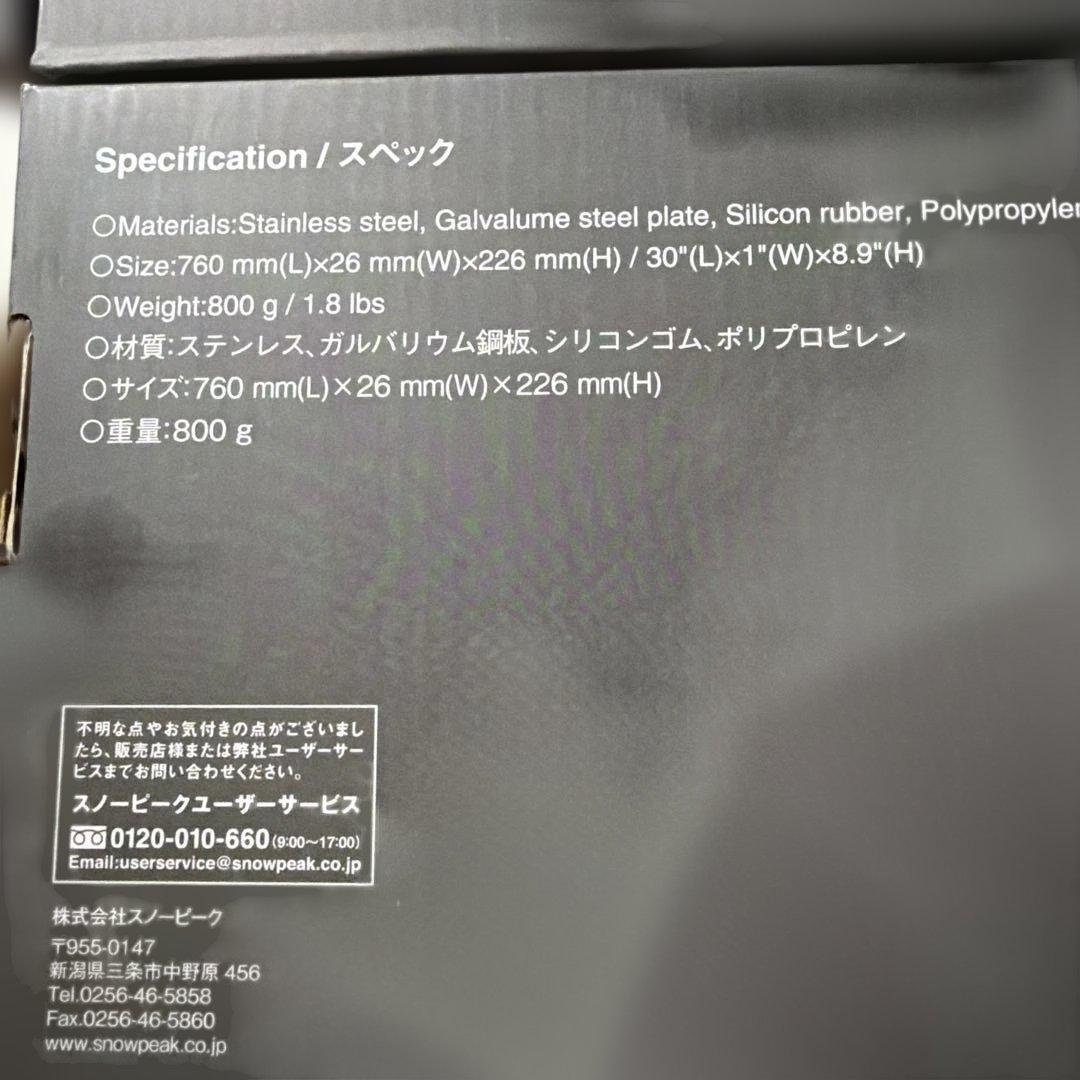 Specification / スペック
○Materials:Stainless steel, Galvalume steel plate, Silicon rubber, Polypropyler
○Size:760 mm(L)×26 mm(W)×226 mm(H) / 30"(L)×1"(W)×8.9"(H)
○Weight:800 g / 1.8 lbs
○材質:ステンレス、ガルバリウム鋼板、シリコンゴム、ポリプロピレン
○サイズ:760 mm(L)×26 mm(W)×226 mm(H)
○重量:800 g
不明な点やお気付きの点がございまし
たら、販売店様または弊社ユーザーサー
ビスまでお問い合わせください。
スノーピークユーザーサービス
0120-010-660(9:00〜17:00)
Email:userservice@snowpeak.co.jp
株式会社スノーピーク
〒955-0147
新潟県三条市中野原 456
Tel.0256-46-5858
Fax.0256-46-5860
www.snowpeak.co.jp